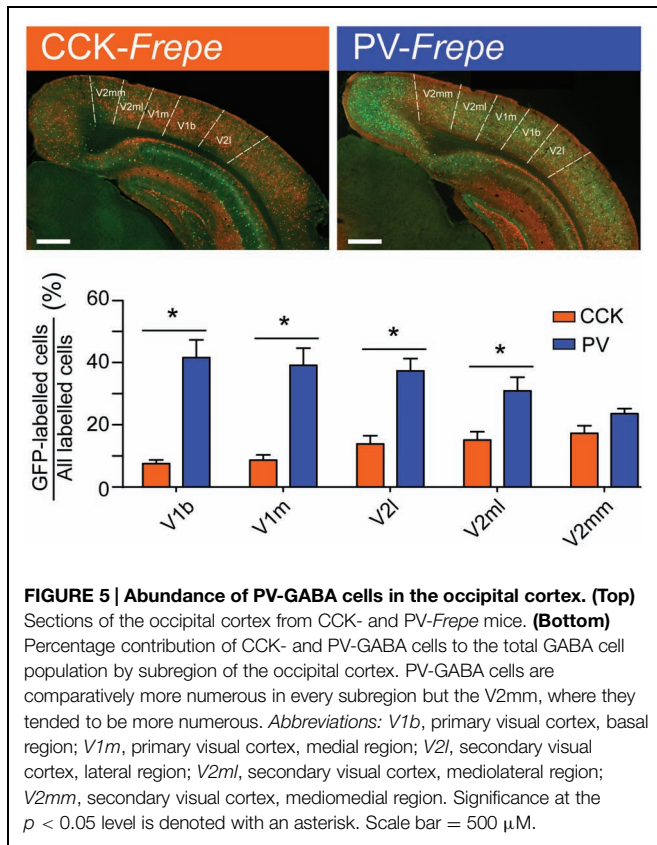 CCK-Frepe
PV-Frepe
V2mm
V2ml
V1m
V1b
V2l
V2mm
V2ml
V1m
V1b
V2l
GFP-labelled cells
All labelled cells
(%)
60
40
20
0
*
*
*
*
CCK
PV
V1b
V1m
V2l
V2ml
V2mm
FIGURE 5 | Abundance of PV-GABA cells in the occipital cortex. (Top)
Sections of the occipital cortex from CCK- and PV-Frepe mice. (Bottom)
Percentage contribution of CCK- and PV-GABA cells to the total GABA cell
population by subregion of the occipital cortex. PV-GABA cells are
comparatively more numerous in every subregion but the V2mm, where they
tended to be more numerous. Abbreviations: V1b, primary visual cortex, basal
region; V1m, primary visual cortex, medial region; V2l, secondary visual
cortex, lateral region; V2ml, secondary visual cortex, mediolateral region;
V2mm, secondary visual cortex, mediomedial region. Significance at the
p < 0.05 level is denoted with an asterisk. Scale bar = 500 μM.